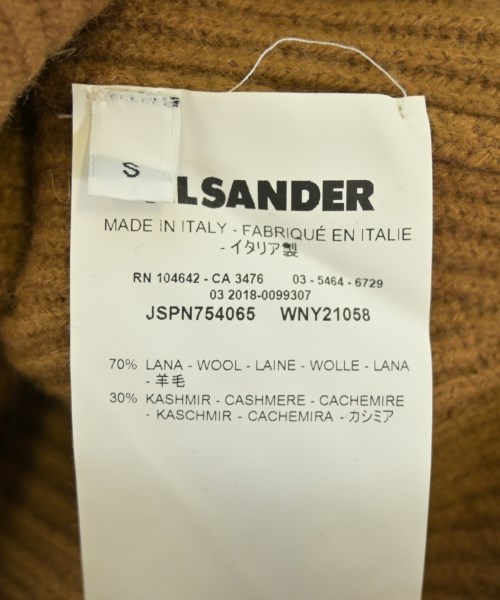 S
LSANDER
MADE IN ITALY - FABRIQUÉ EN ITALIE
- イタリア製
RN 104642 - CA 3476 03 - 5464 - 6729
03 2018-0099307
JSPN754065 WNY21058
70% LANA - WOOL - LAINE - WOLLE - LANA
- 羊毛
30% KASHMIR - CASHMERE - CACHEMIRE
- KASCHMIR - CACHEMIRA - カシミア